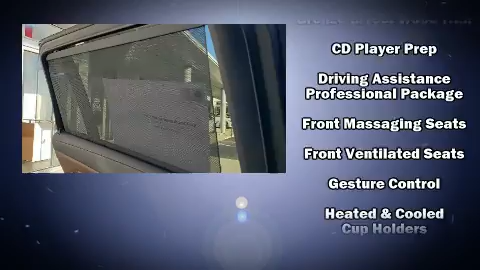 CD Player Prep
Driving Assistance
Professional Package
Front Massaging Seats
Front Ventilated Seats
Gesture Control
Heated & Cooled
Cup Holders